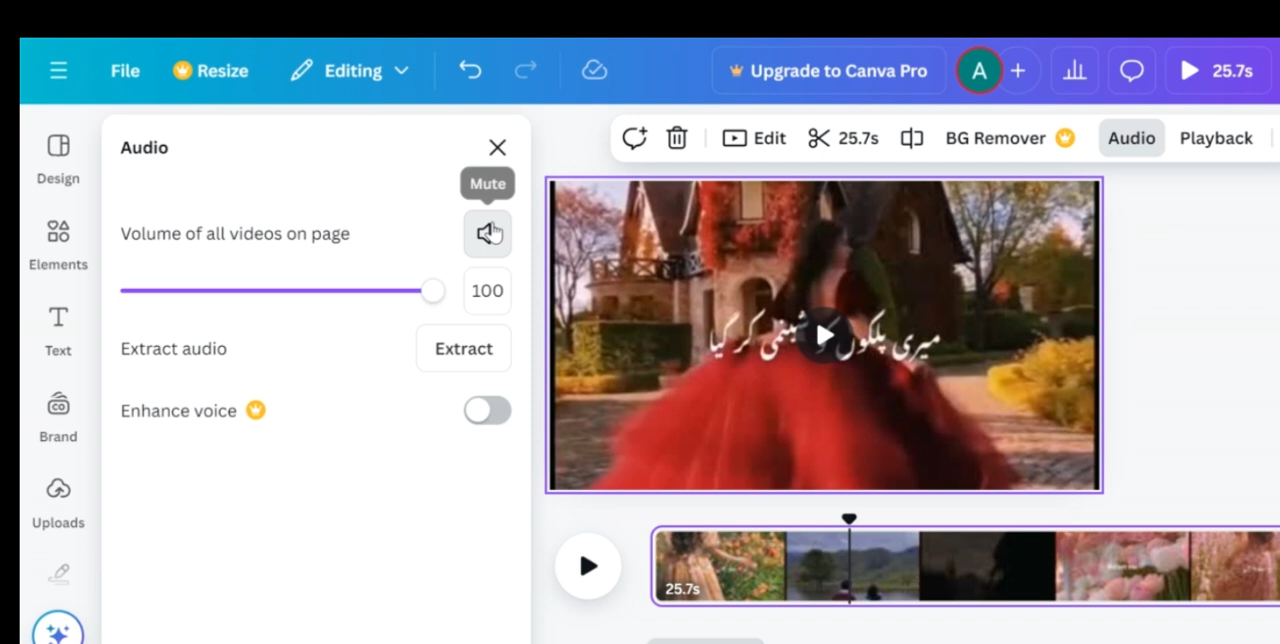 File
Resize
Editing
Upgrade to Canva Pro
A
25.7s
Design
Elements
Text
Brand
Uploads
Audio
Mute
Volume of all videos on page
100
Extract audio
Extract
Enhance voice
Edit
25.7s
BG Remover
Audio
Playback
میری پلکوں کو شبنمی کر گیا
25.7s